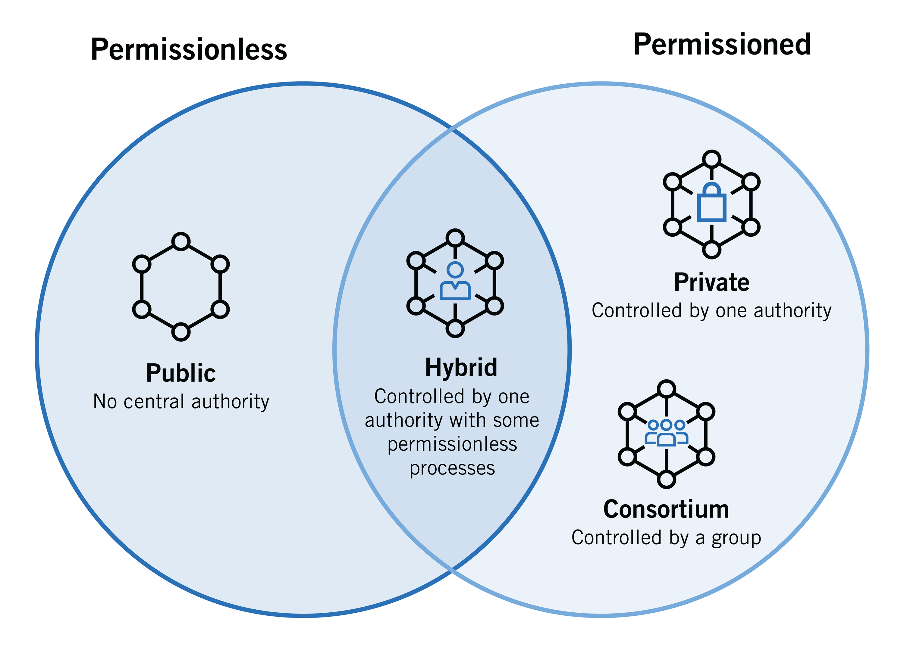 Permissionless
Permissioned
Public
No central authority
Hybrid
Controlled by one
authority with some
permissionless
processes
Private
Controlled by one authority
Consortium
Controlled by a group